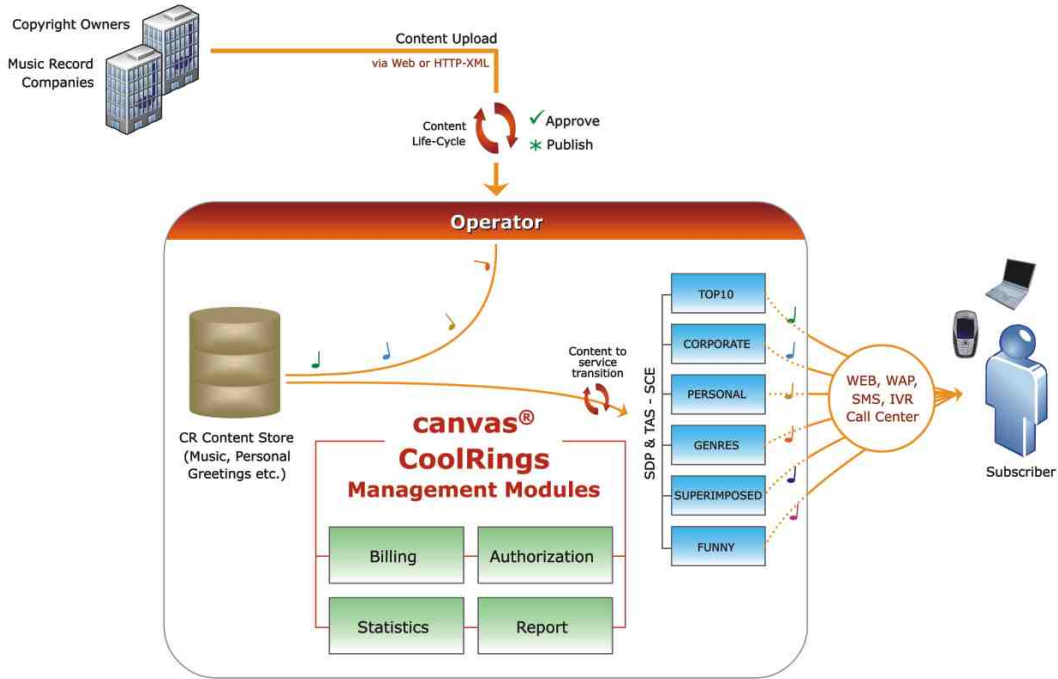 Copyright Owners
Music Record
Companies
Content Upload
via Web or HTTP-XML
Content
Life-Cycle
Approve
Publish
Operator
CR Content Store
(Music, Personal
Greetings etc.)
Content to
service
transition
canvas®
CoolRings
Management Modules
Billing
Authorization
Statistics
Report
SDP & TAS - SCE
TOP10
CORPORATE
PERSONAL
GENRES
SUPERIMPOSED
FUNNY
WEB, WAP,
SMS, IVR
Call Center
Subscriber